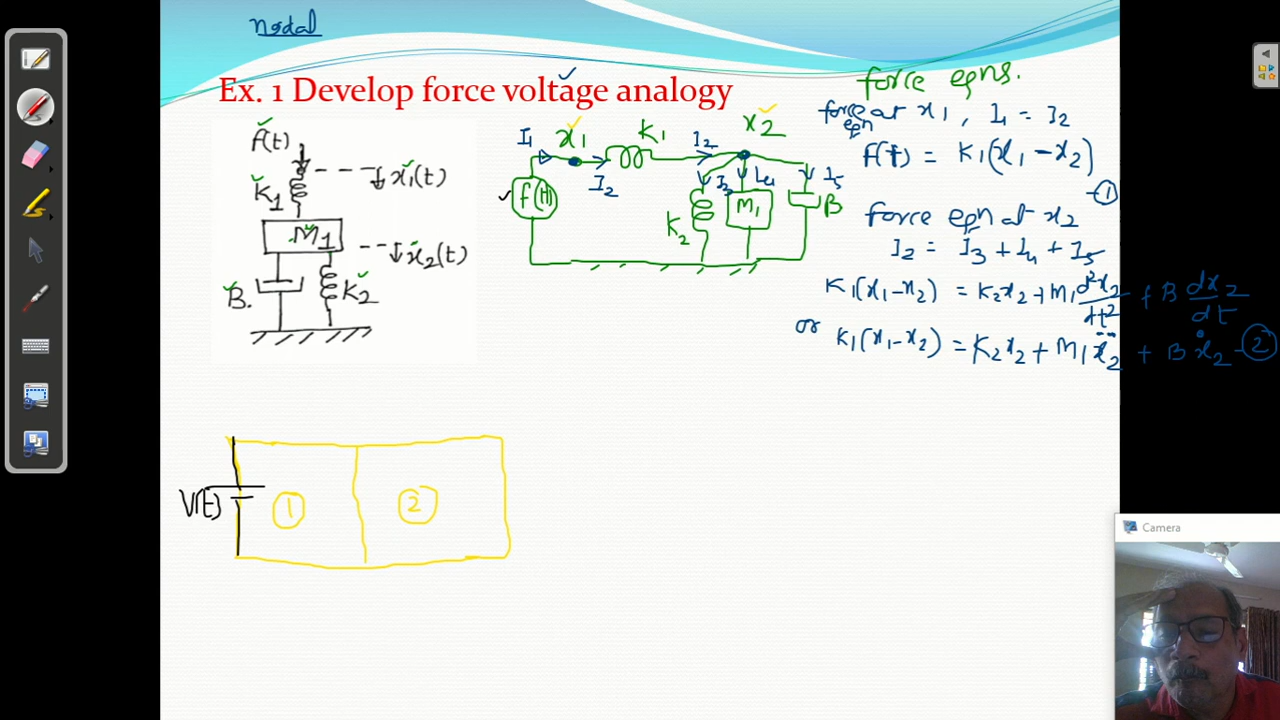 nodal
Ex. 1 Develop force voltage analogy
f(t)
x1(t)
K1
M1
x2(t)
B.
K2
I1
x1
K1
I2
x2
I2
f(t)
I3
I4
I5
K2
M1
B
force eqns.
force eqn at x1, I1 = I2
f(t) = K1(x1-x2)
①
force eqn at x2
I2 = I3 + I4 + I5
K1(x1-x2) = K2x2 + M1 d²x2/dt² + B dx2/dt
or K1(x1-x2) = K2x2 + M1ẍ2 + Bẋ2 - ②
V(t)
①
②
Camera